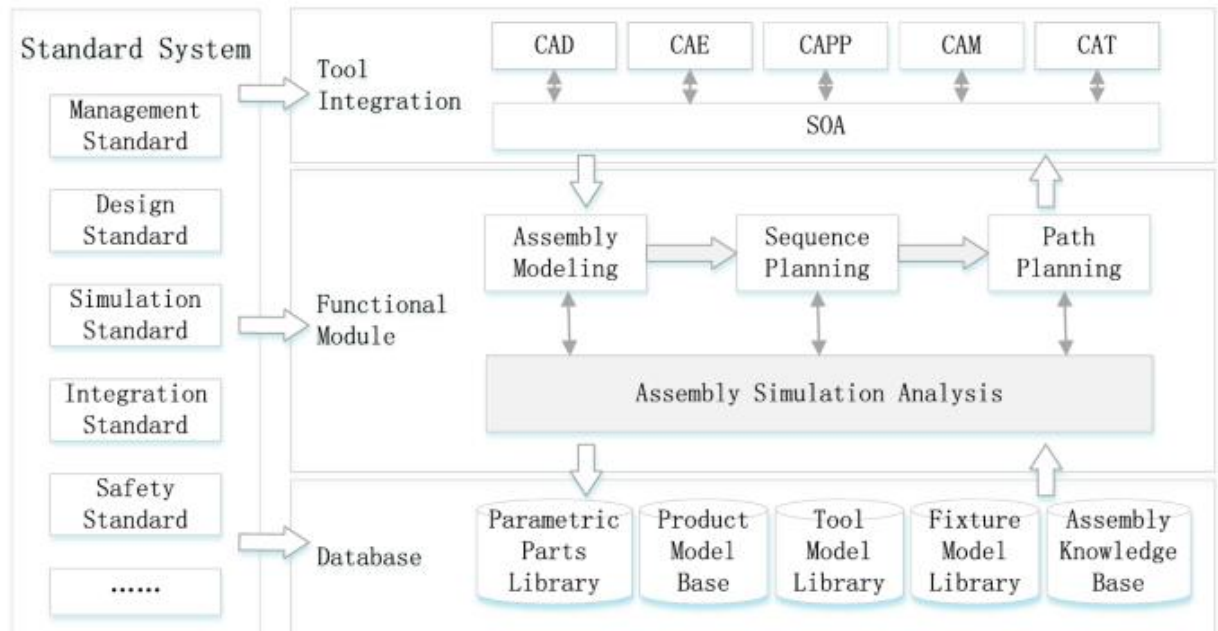 Standard System
Management
Standard
Design
Standard
Simulation
Standard
Integration
Standard
Safety
Standard
……
Tool
Integration
CAD
CAE
CAPP
CAM
CAT
SOA
Functional
Module
Assembly
Modeling
Sequence
Planning
Path
Planning
Assembly Simulation Analysis
Database
Parametric
Parts
Library
Product
Model
Base
Tool
Model
Library
Fixture
Model
Library
Assembly
Knowledge
Base